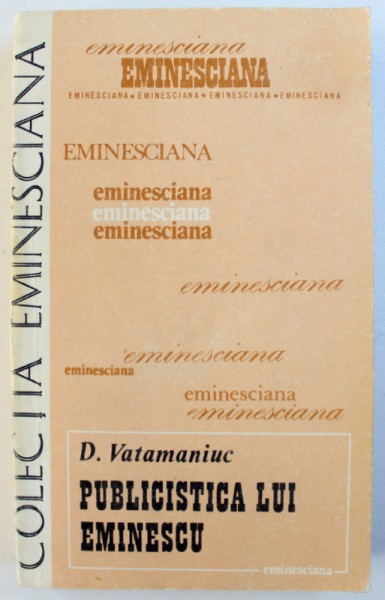 COLECȚIA EMINESCIANA
eminesciana
EMINESCIANA
EMINESCIANA★EMINESCIANA★EMINESCIANA★EMINESCIANA
EMINESCIANA
eminesciana
eminesciana
eminesciana
eminesciana
eminesciana
eminesciana
eminesciana
eminesciana
D. Vatamaniuc
PUBLICISTICA LUI
EMINESCU
eminesciana